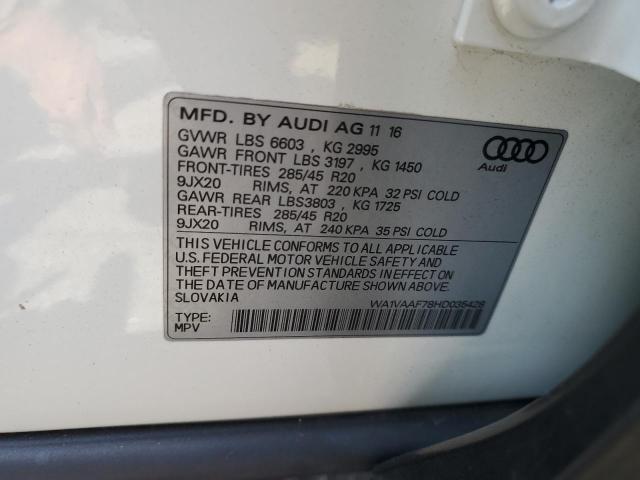 MFD. BY AUDI AG 11 16
GVWR LBS 6603 , KG 2995
GAWR FRONT LBS 3197 , KG 1450
FRONT-TIRES 285/45 R20
9JX20 RIMS, AT 220 KPA 32 PSI COLD
GAWR REAR LBS3803 , KG 1725
REAR-TIRES 285/45 R20
9JX20 RIMS, AT 240 KPA 35 PSI COLD
THIS VEHICLE CONFORMS TO ALL APPLICABLE
U.S. FEDERAL MOTOR VEHICLE SAFETY AND
THEFT PREVENTION STANDARDS IN EFFECT ON
THE DATE OF MANUFACTURE SHOWN ABOVE.
SLOVAKIA
WA1VAAF78HD035428
TYPE:
MPV
Audi